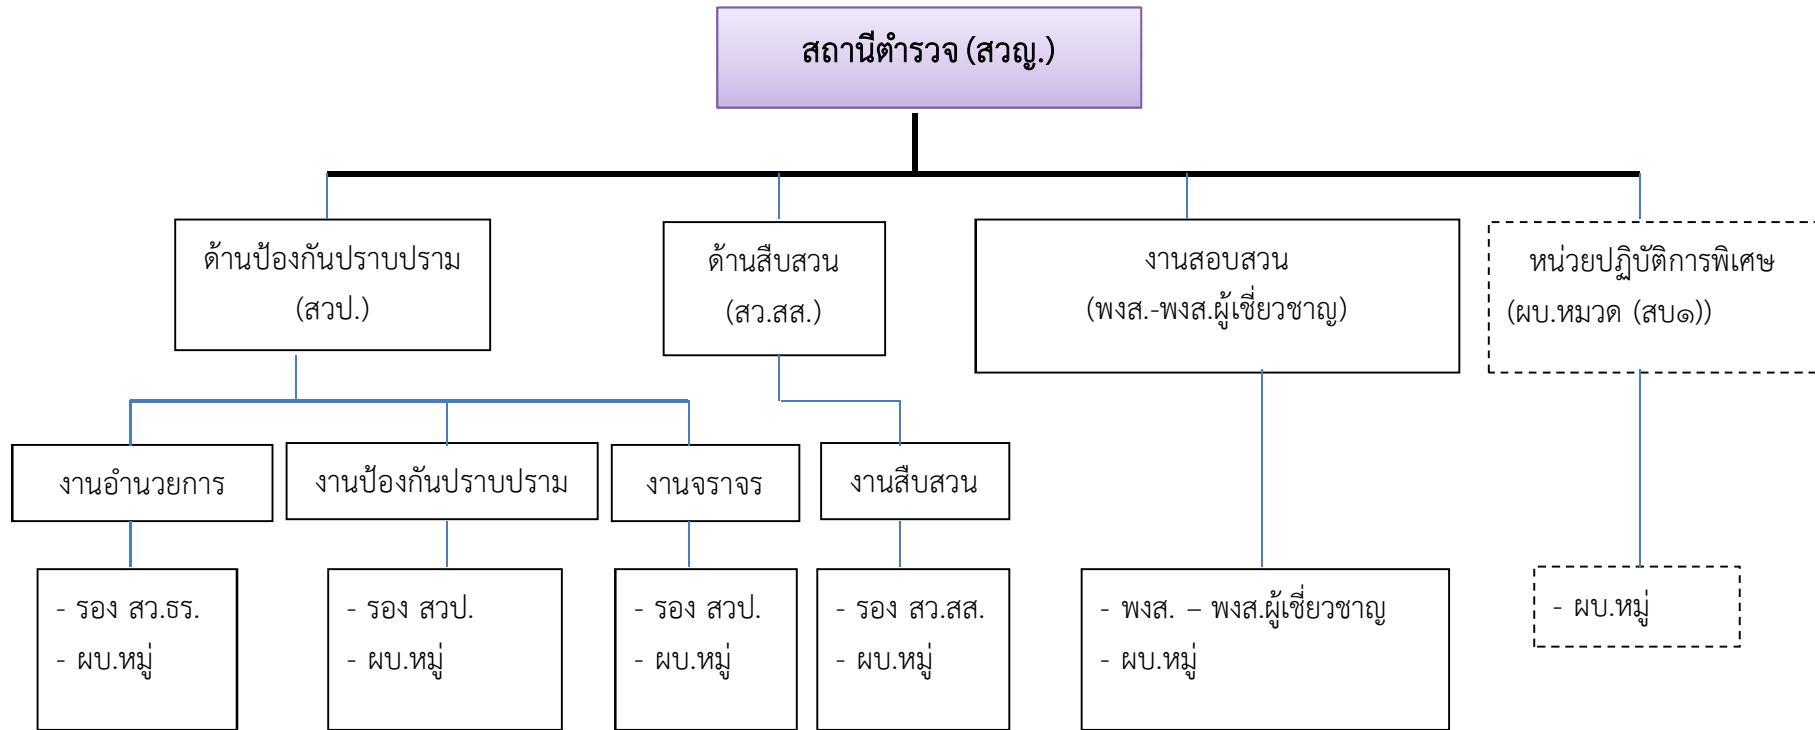 สถานีตำรวจ (สวญ.)
ด้านป้องกันปราบปราม
(สวป.)
ด้านสืบสวน
(สว.สส.)
งานสอบสวน
(พงส.-พงส.ผู้เชี่ยวชาญ)
หน่วยปฏิบัติการพิเศษ
(ผบ.หมวด (สบ๑))
งานอำนวยการ
งานป้องกันปราบปราม
งานจราจร
งานสืบสวน
- รอง สว.ธร.
- ผบ.หมู่
- รอง สวป.
- ผบ.หมู่
- รอง สวป.
- ผบ.หมู่
- รอง สว.สส.
- ผบ.หมู่
- พงส. – พงส.ผู้เชี่ยวชาญ
- ผบ.หมู่
- ผบ.หมู่